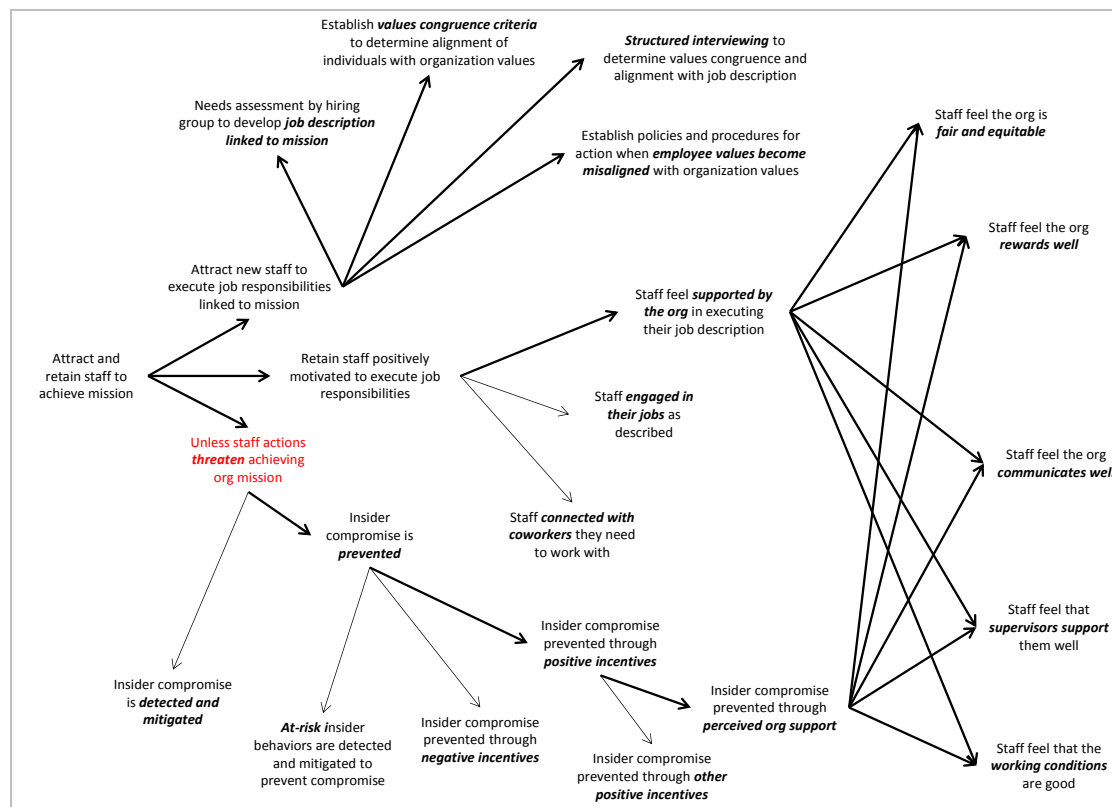 Establish values congruence criteria
to determine alignment of
individuals with organization values
Structured interviewing to
determine values congruence and
alignment with job description
Needs assessment by hiring
group to develop job description
linked to mission
Establish policies and procedures for
action when employee values become
misaligned with organization values
Staff feel the org is
fair and equitable
Staff feel the org
rewards well
Attract new staff to
execute job responsibilities
linked to mission
Staff feel supported by
the org in executing
their job description
Attract and
retain staff to
achieve mission
Retain staff positively
motivated to execute job
responsibilities
Staff engaged in
their jobs as
described
Unless staff actions
threaten achieving
org mission
Staff feel the org
communicates well
Insider
compromise is
prevented
Staff connected with
coworkers they need
to work with
Staff feel that
supervisors support
them well
Insider compromise
prevented through
positive incentives
Insider compromise
is detected and
mitigated
At-risk insider
behaviors are detected
and mitigated to
prevent compromise
Insider compromise
prevented through
negative incentives
Insider compromise
prevented through
perceived org support
Insider compromise
prevented through other
positive incentives
Staff feel that the
working conditions
are good